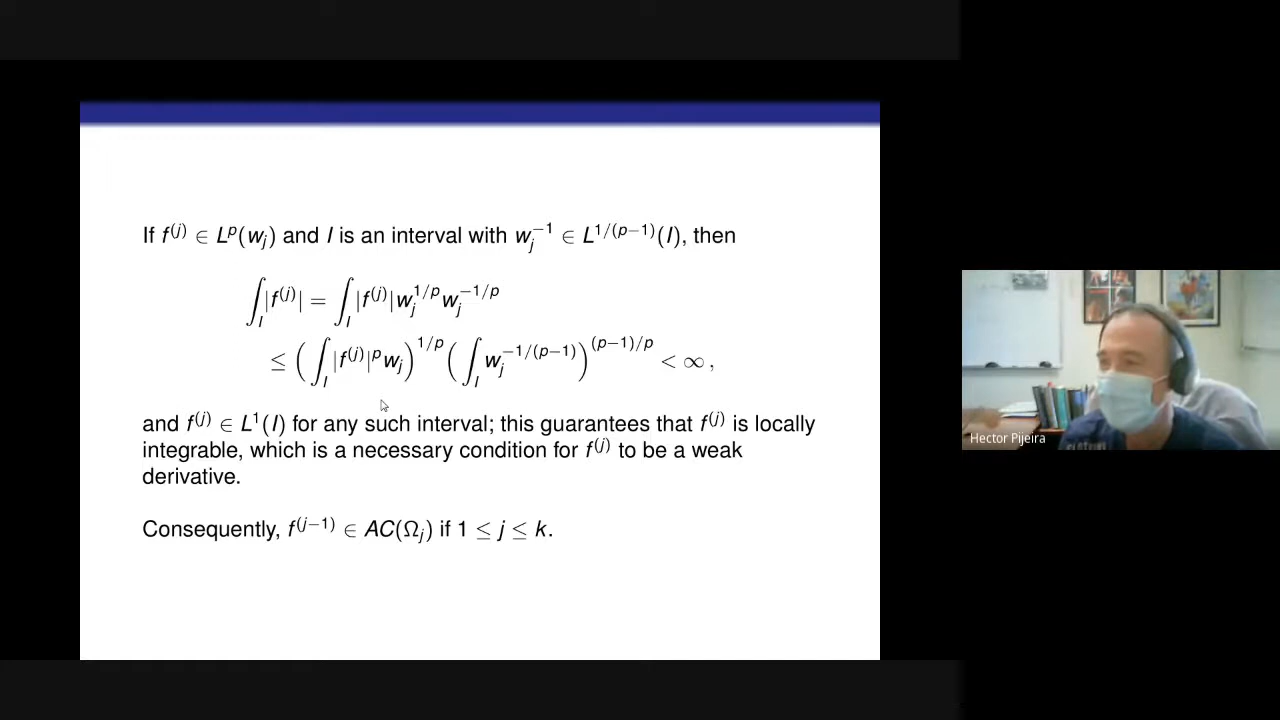 If f^(j) ∈ L^p(w_j) and I is an interval with w_j^{-1} ∈ L^{1/(p−1)}(I), then
∫_I |f^(j)| = ∫_I |f^(j)| w_j^{1/p} w_j^{−1/p}
≤ ( ∫_I |f^(j)|^p w_j )^{1/p} ( ∫_I w_j^{−1/(p−1)} )^{(p−1)/p} < ∞ ,
and f^(j) ∈ L^1(I) for any such interval; this guarantees that f^(j) is locally
integrable, which is a necessary condition for f^(j) to be a weak
derivative.
Consequently, f^(j−1) ∈ AC(Ω_j) if 1 ≤ j ≤ k.
Hector Pijeira